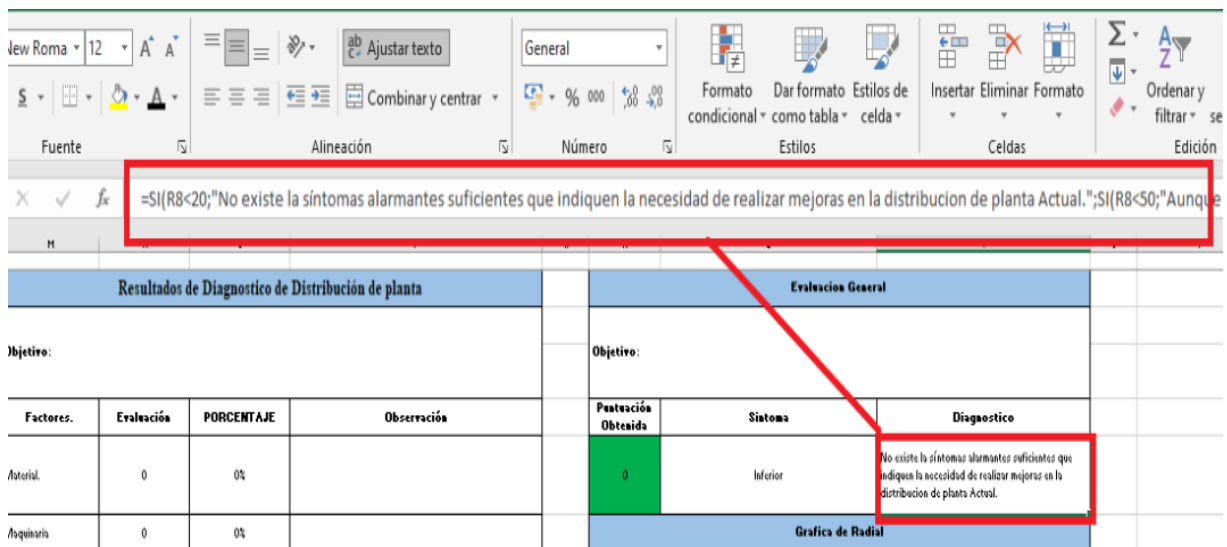 New Roma 12 A A ab Ajustar texto General
Formato condicional Dar formato como tabla Estilos de celda Insertar Eliminar Formato Ordenar y filtrar
S A Combinar y centrar % 000
Fuente Alineación Número Estilos Celdas Edición
fx =SI(R8<20;"No existe la síntomas alarmantes suficientes que indiquen la necesidad de realizar mejoras en la distribucion de planta Actual.";SI(R8<50;"Aunque
M
Resultados de Diagnostico de Distribución de planta
Objetivo:
Factores. Evaluación PORCENTAJE Observación
Material. 0 0%
Maquinaria 0 0%
Evaluacion General
Objetivo:
Puntuación Obtenida Sintoma Diagnostico
0 Inferior No existe la síntomas alarmantes suficientes que
indiquen la necesidad de realizar mejoras en la
distribucion de planta Actual.
Grafica de Radial